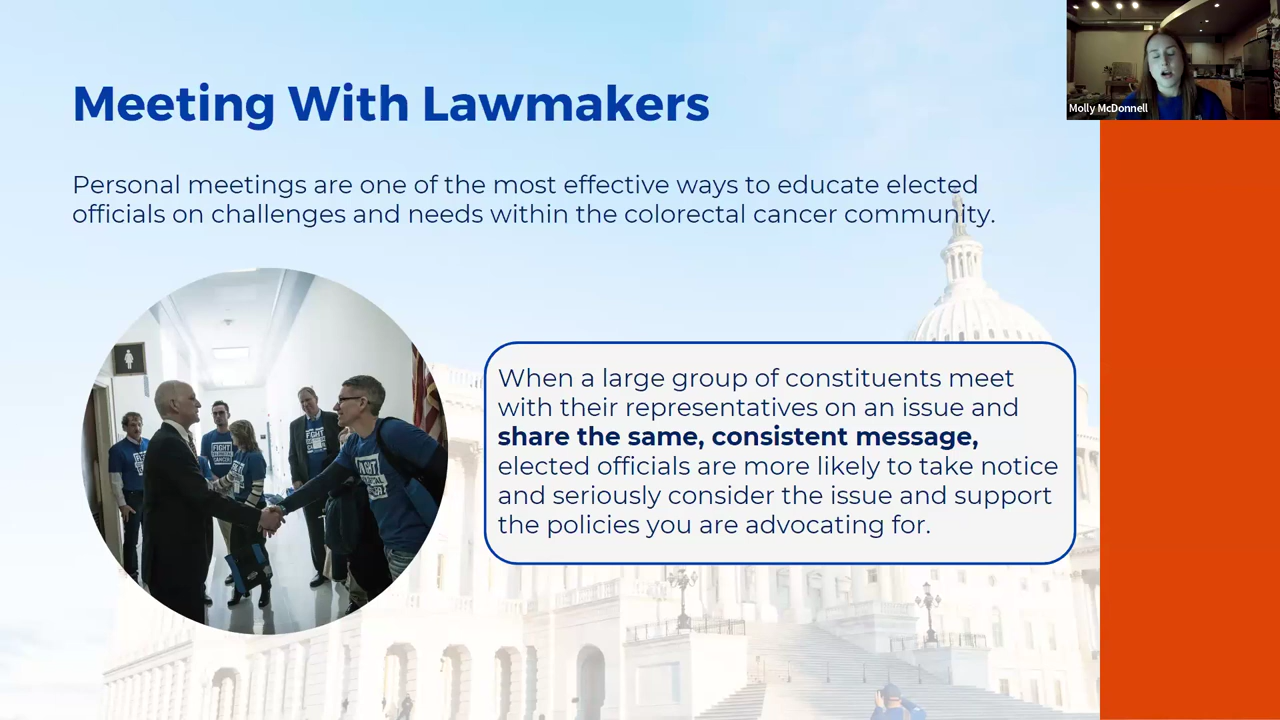 Meeting With Lawmakers
Molly McDonnell
Personal meetings are one of the most effective ways to educate elected
officials on challenges and needs within the colorectal cancer community.
When a large group of constituents meet
with their representatives on an issue and
share the same, consistent message,
elected officials are more likely to take notice
and seriously consider the issue and support
the policies you are advocating for.
FIGHT
CANCER
FIGHT